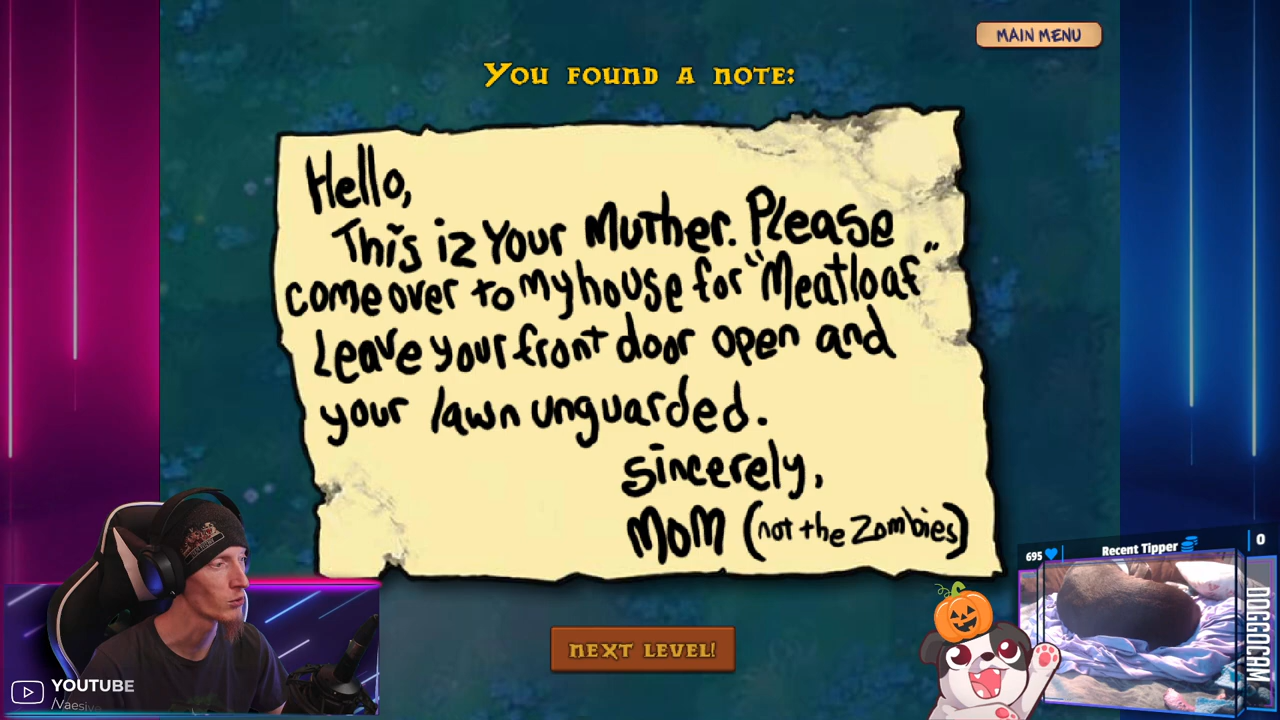 MAIN MENU
You found a note:
Hello,
This iz Your Muther. Please
come over to my house for "Meatloaf"
Leave your front door open and
your lawn unguarded.
sincerely,
MOM (not the Zombies)
NEXT LEVEL!
695
Recent Tipper
0
DOGGOCAM
YOUTUBE
/Vaesive